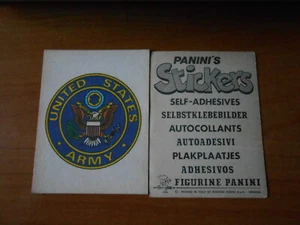 UNITED STATES
ARMY
PANINI'S
Stickers
SELF-ADHESIVES
SELBSTKLEBEBILDER
AUTOCOLLANTS
AUTOADESIVI
PLAKPLAATJES
ADHESIVOS
FIGURINE PANINI